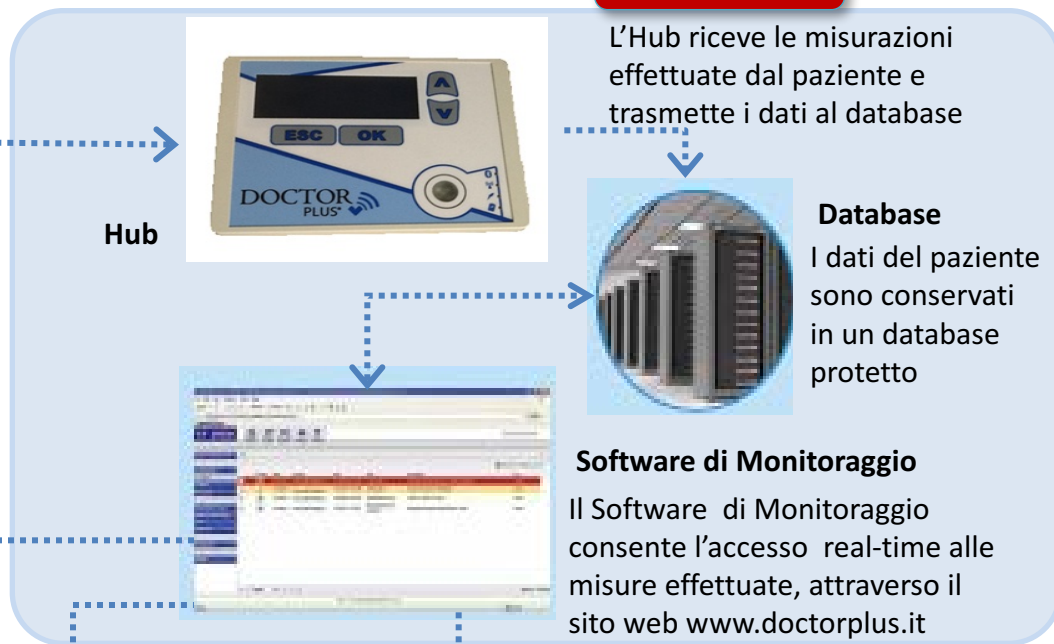 L'Hub riceve le misurazioni
effettuate dal paziente e
trasmette i dati al database
ESC OK
DOCTOR
PLUS®
Hub
Database
I dati del paziente
sono conservati
in un database
protetto
Software di Monitoraggio
Il Software di Monitoraggio
consente l'accesso real-time alle
misure effettuate, attraverso il
sito web www.doctorplus.it